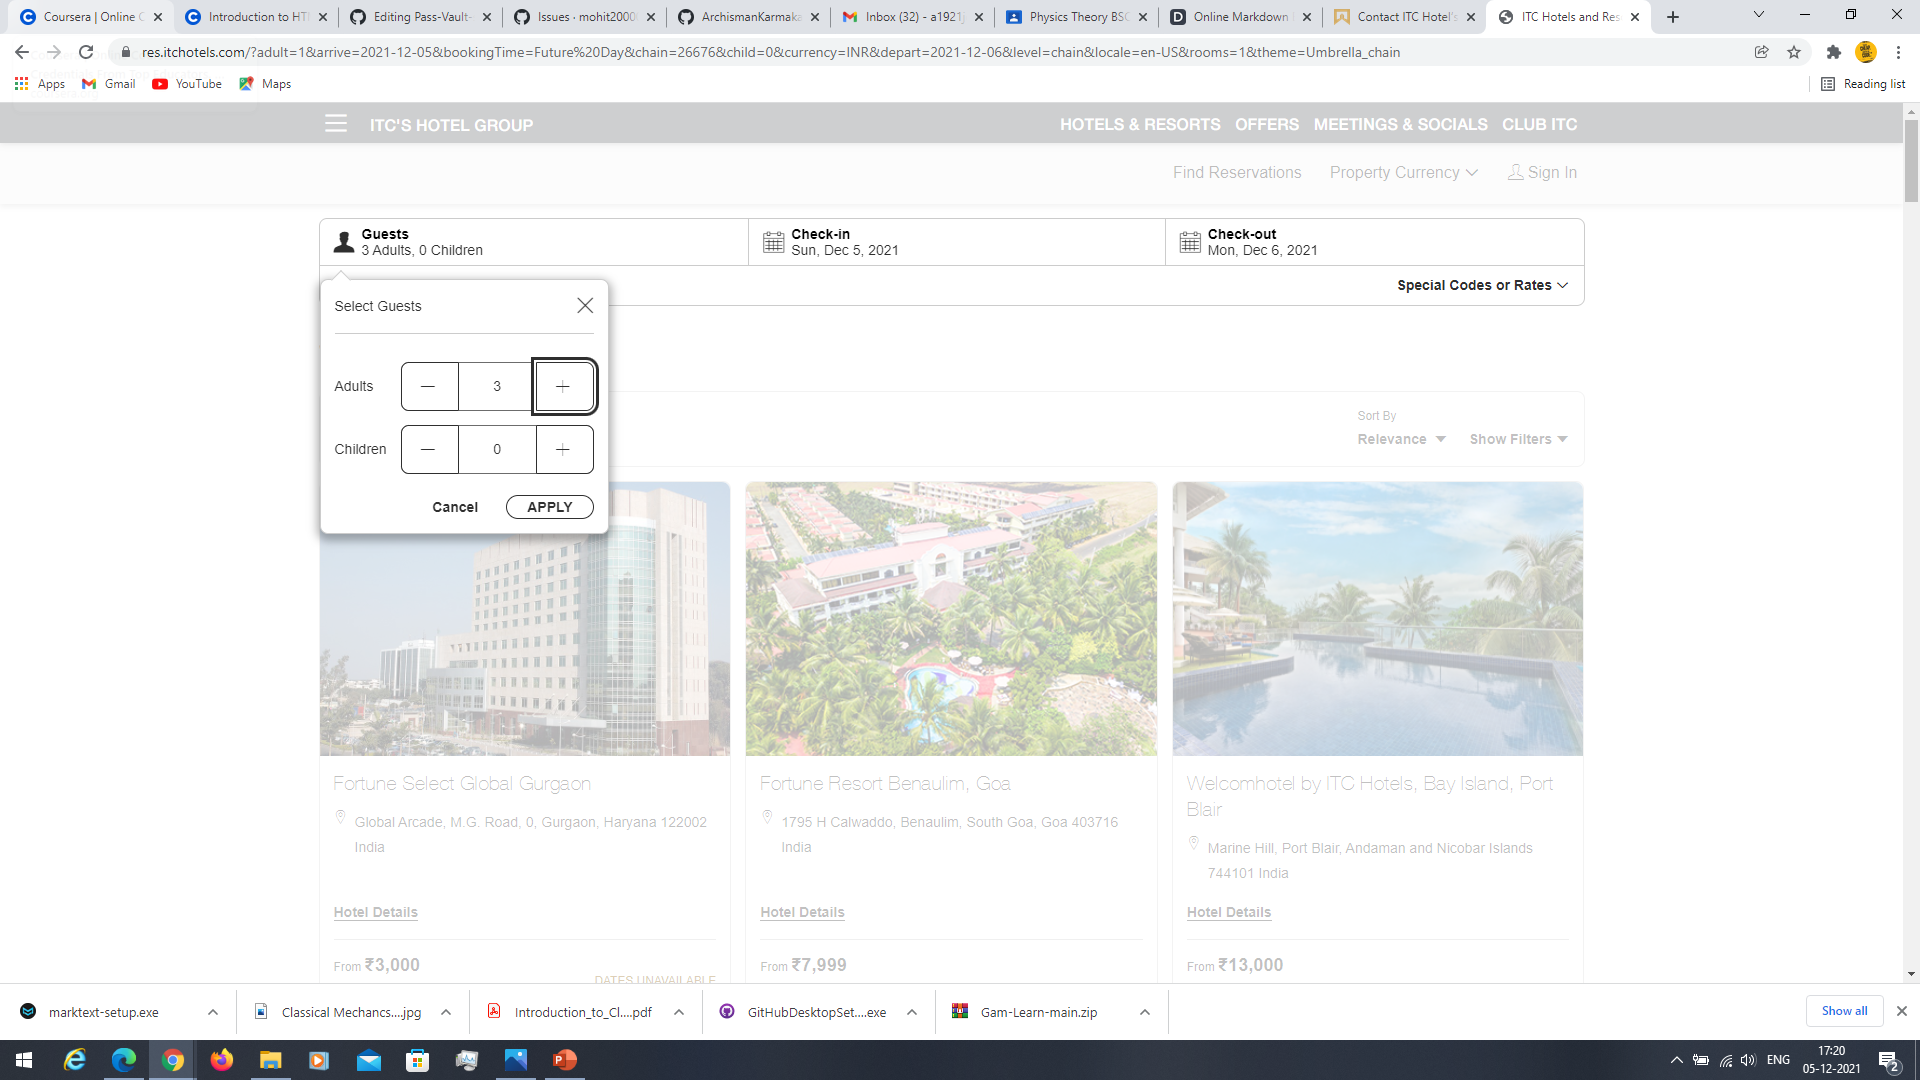 Coursera | Online C
Introduction to HT
Editing Pass-Vault-
Issues · mohit2000
ArchismanKarmaka
Inbox (32) - a1921
Physics Theory BSC
Online Markdown
Contact ITC Hotel's
ITC Hotels and Res
res.itchotels.com/?adult=1&arrive=2021-12-05&bookingTime=Future%20Day&chain=26676&child=0&currency=INR&depart=2021-12-06&level=chain&locale=en-US&rooms=1&theme=Umbrella_chain
Apps
Gmail
YouTube
Maps
Reading list
ITC'S HOTEL GROUP
HOTELS & RESORTS OFFERS MEETINGS & SOCIALS CLUB ITC
Find Reservations
Property Currency
Sign In
Guests
3 Adults, 0 Children
Check-in
Sun, Dec 5, 2021
Check-out
Mon, Dec 6, 2021
Special Codes or Rates
Select Guests
Adults
3
Children
0
Cancel
APPLY
Sort By
Relevance
Show Filters
Fortune Select Global Gurgaon
Global Arcade, M.G. Road, 0, Gurgaon, Haryana 122002
India
Hotel Details
From ₹3,000
DATES UNAVAILABLE
Fortune Resort Benaulim, Goa
1795 H Calwaddo, Benaulim, South Goa, Goa 403716
India
Hotel Details
From ₹7,999
Welcomhotel by ITC Hotels, Bay Island, Port
Blair
Marine Hill, Port Blair, Andaman and Nicobar Islands
744101 India
Hotel Details
From ₹13,000
marktext-setup.exe
Classical Mechancs....jpg
Introduction_to_Cl....pdf
GitHubDesktopSet....exe
Gam-Learn-main.zip
Show all
ENG
17:20
05-12-2021
2